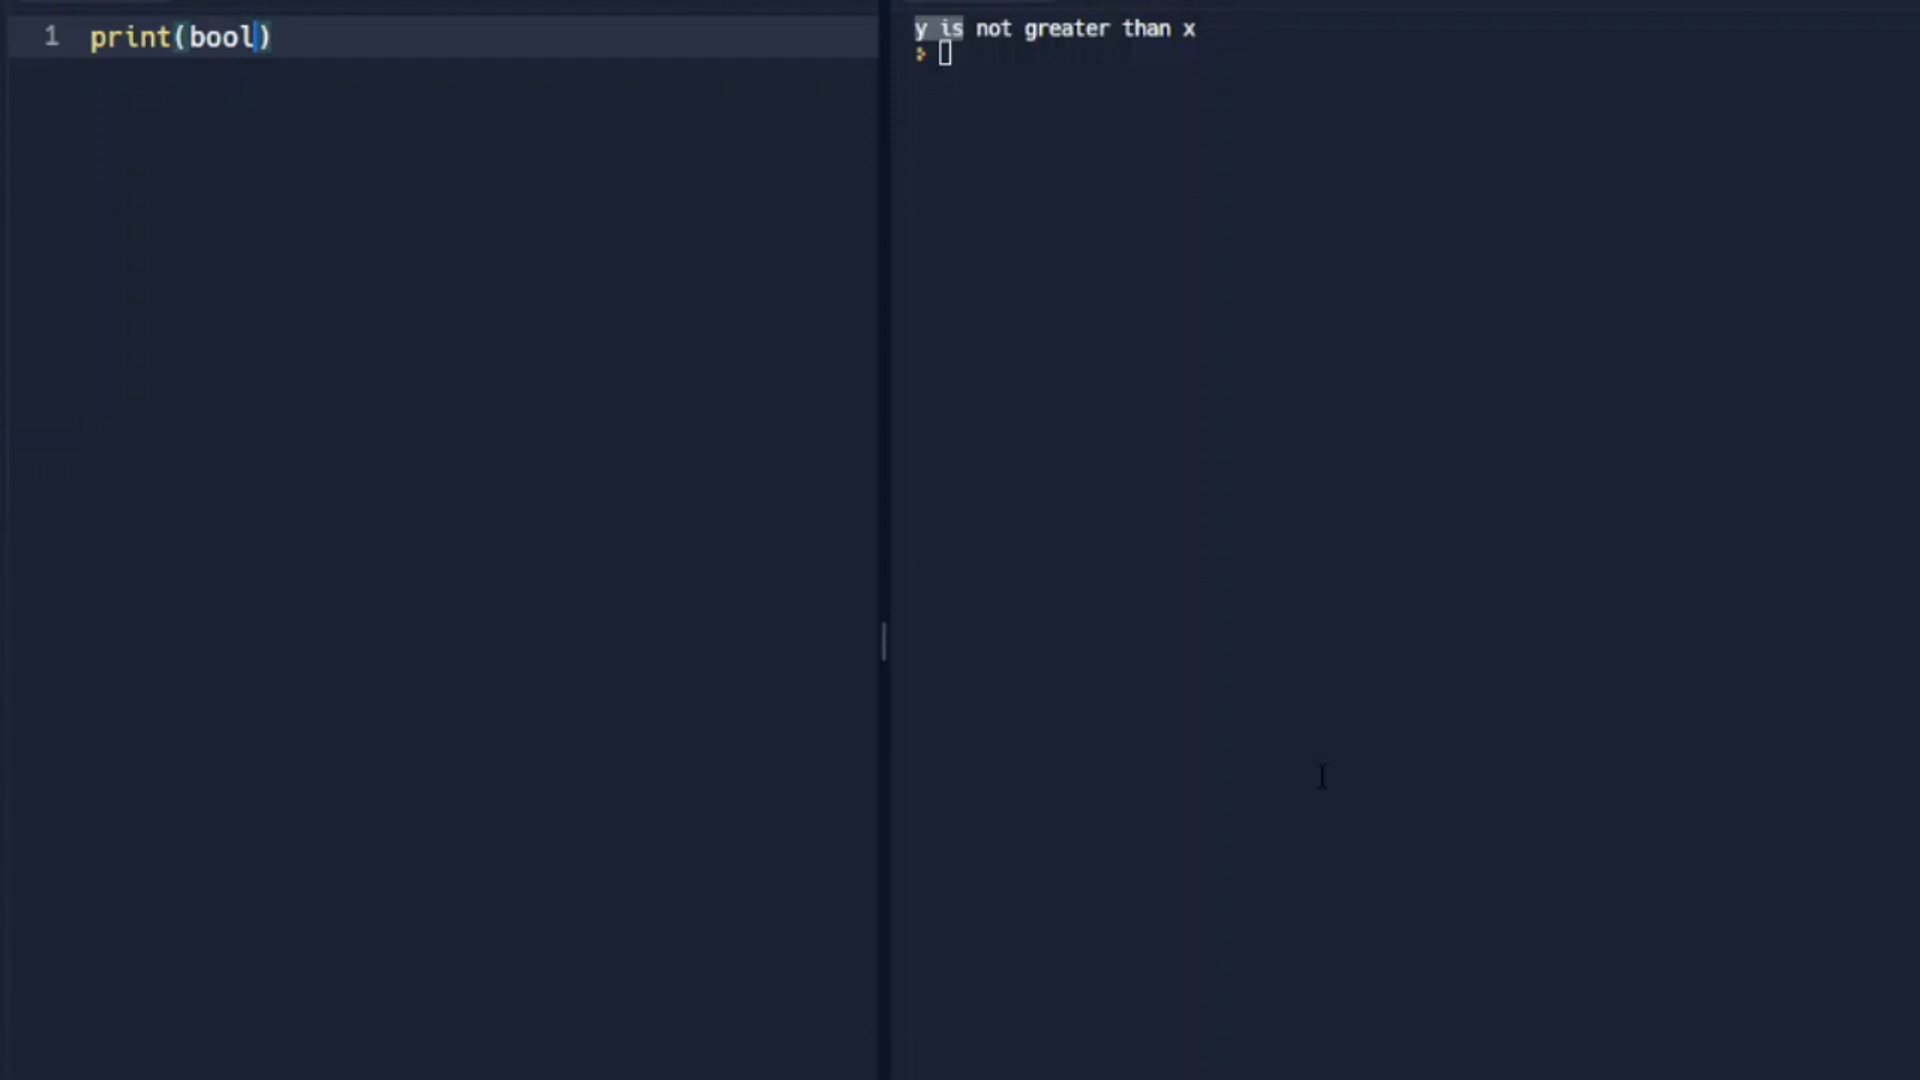 1 print(bool)
y is not greater than x